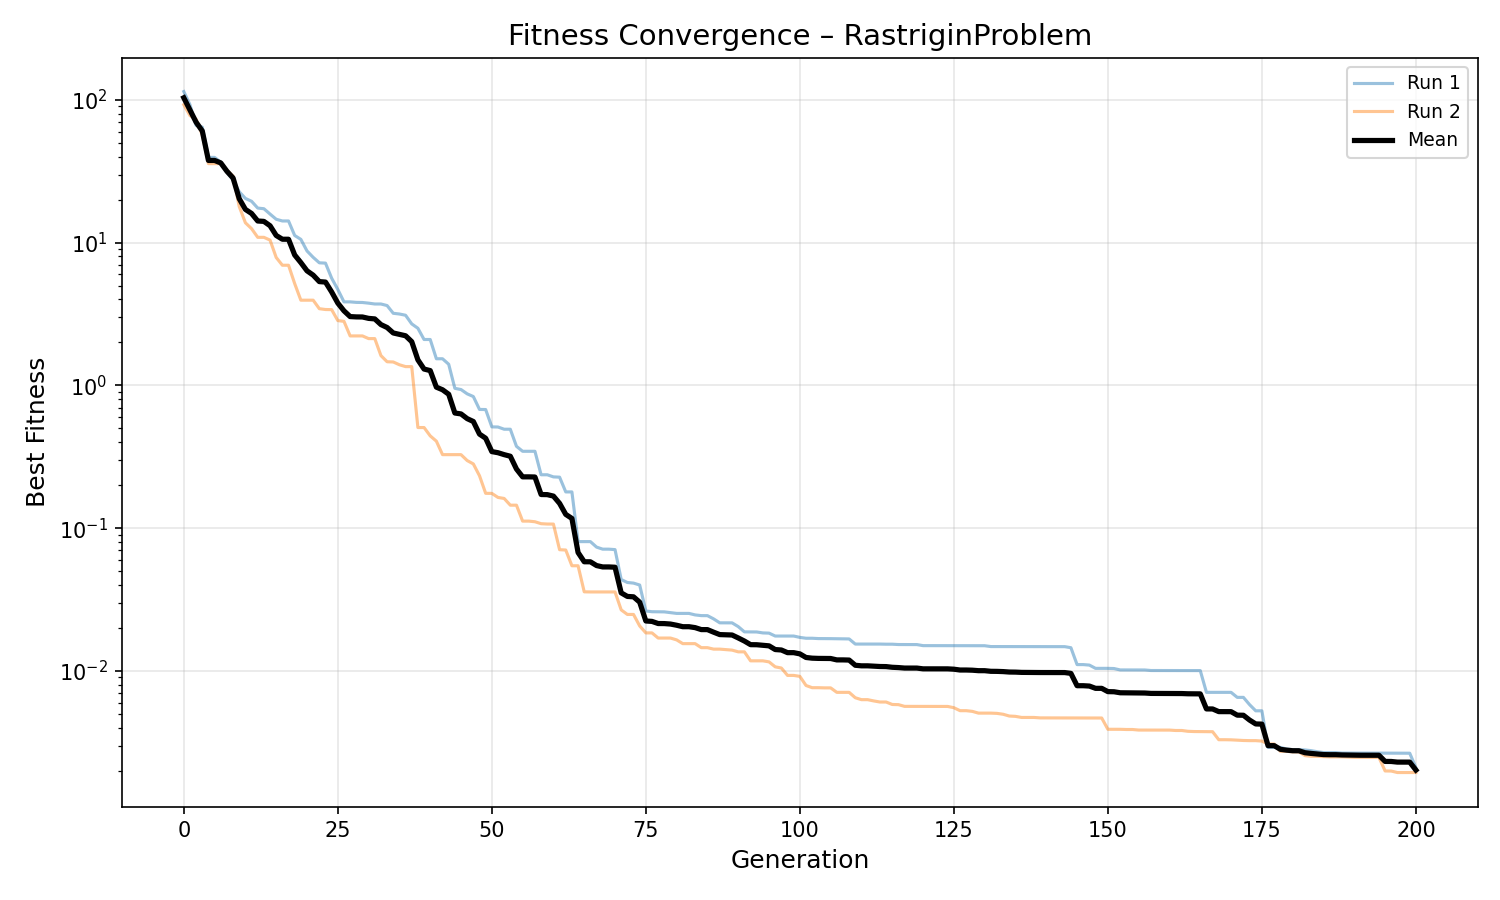 Fitness Convergence – RastriginProblem
Run 1
Run 2
Mean
Best Fitness
10²
10¹
10⁰
10⁻¹
10⁻²
0 25 50 75 100 125 150 175 200
Generation